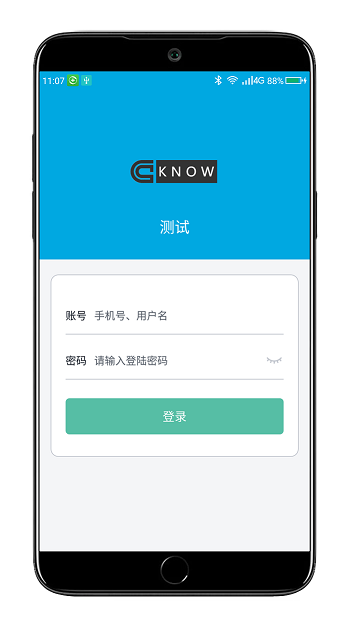 11:07
4G 88%
KNOW
测试
账号 手机号、用户名
密码 请输入登陆密码
登录